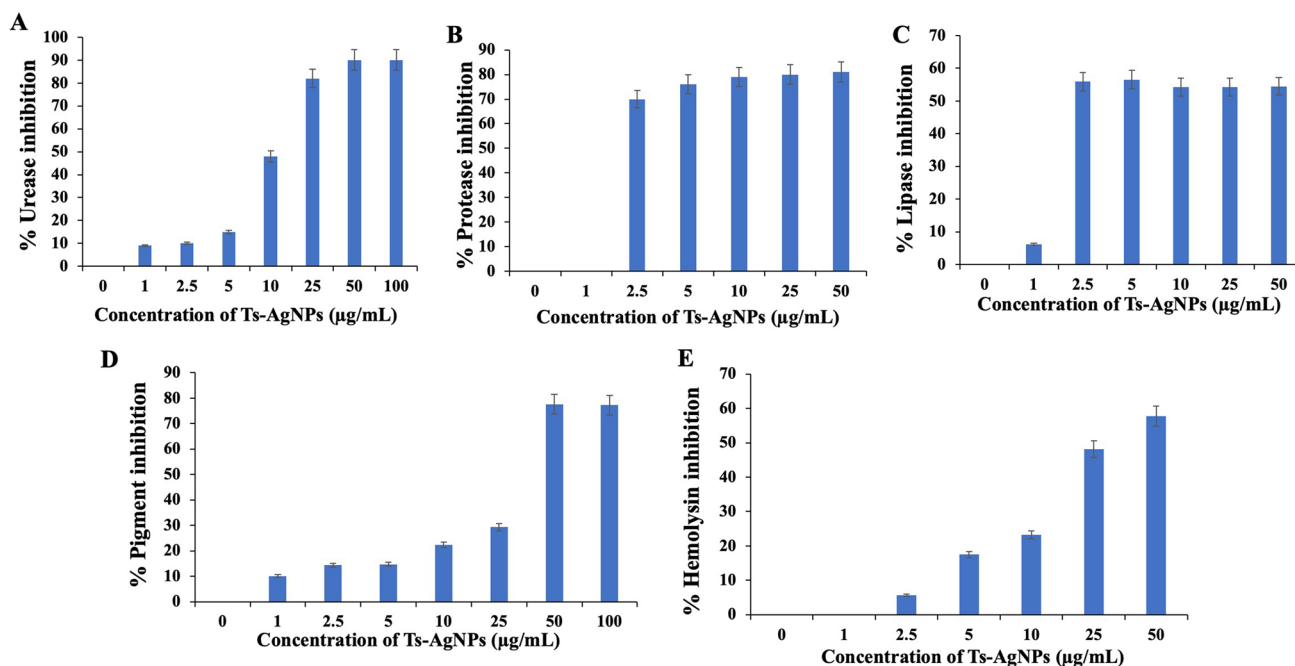 A
% Urease inhibition
100
90
80
70
60
50
40
30
20
10
0
0 1 2.5 5 10 25 50 100
Concentration of Ts-AgNPs (µg/mL)
B
% Protease inhibition
90
80
70
60
50
40
30
20
10
0
0 1 2.5 5 10 25 50
Concentration of Ts-AgNPs (µg/mL)
C
% Lipase inhibition
70
60
50
40
30
20
10
0
0 1 2.5 5 10 25 50
Concentration of Ts-AgNPs (µg/mL)
D
% Pigment inhibition
90
80
70
60
50
40
30
20
10
0
0 1 2.5 5 10 25 50 100
Concentration of Ts-AgNPs (µg/mL)
E
% Hemolysin inhibition
70
60
50
40
30
20
10
0
0 1 2.5 5 10 25 50
Concentration of Ts-AgNPs (µg/mL)